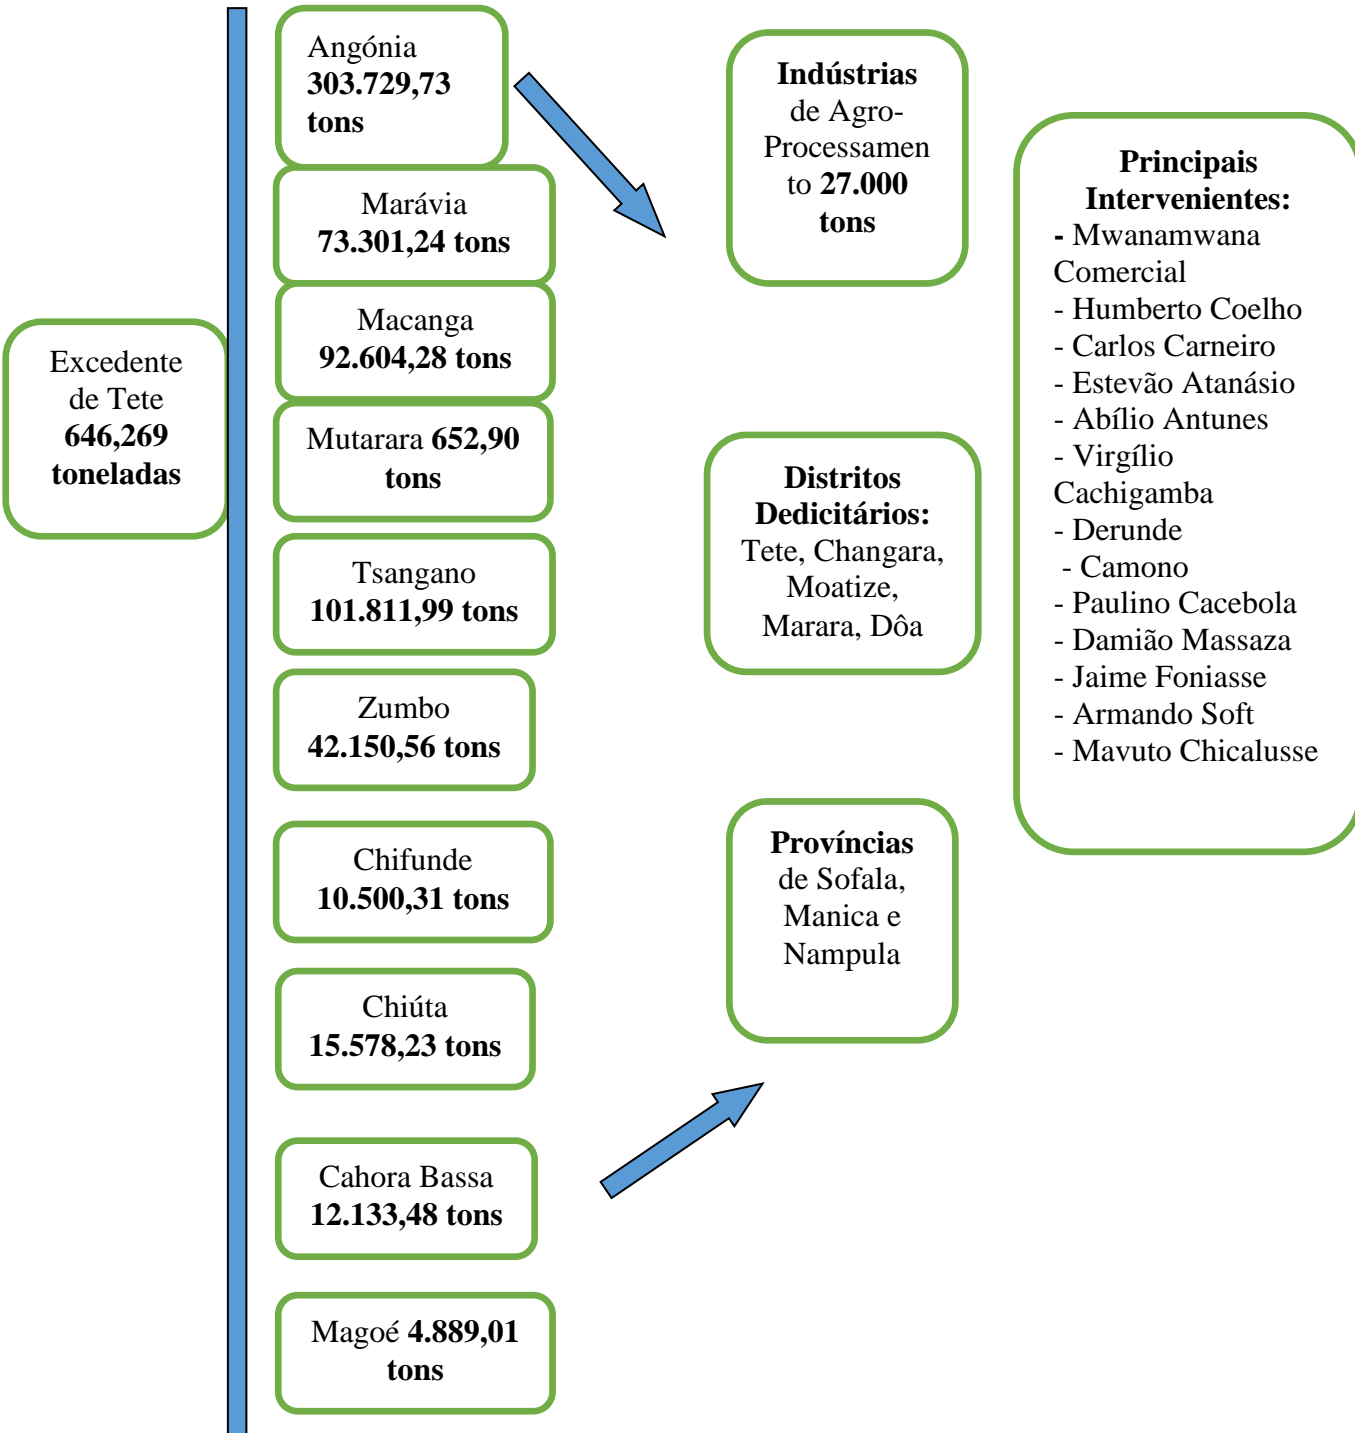 Excedente
de Tete
646,269
toneladas
Angónia
303.729,73
tons
Marávia
73.301,24 tons
Macanga
92.604,28 tons
Mutarara 652,90
tons
Tsangano
101.811,99 tons
Zumbo
42.150,56 tons
Chifunde
10.500,31 tons
Chiúta
15.578,23 tons
Cahora Bassa
12.133,48 tons
Magoé 4.889,01
tons
Indústrias
de Agro-
Processamen
to 27.000
tons
Distritos
Dedicitários:
Tete, Changara,
Moatize,
Marara, Dôa
Províncias
de Sofala,
Manica e
Nampula
Principais
Intervenientes:
- Mwanamwana
Comercial
- Humberto Coelho
- Carlos Carneiro
- Estevão Atanásio
- Abílio Antunes
- Virgílio
Cachigamba
- Derunde
- Camono
- Paulino Cacebola
- Damião Massaza
- Jaime Foniasse
- Armando Soft
- Mavuto Chicalusse